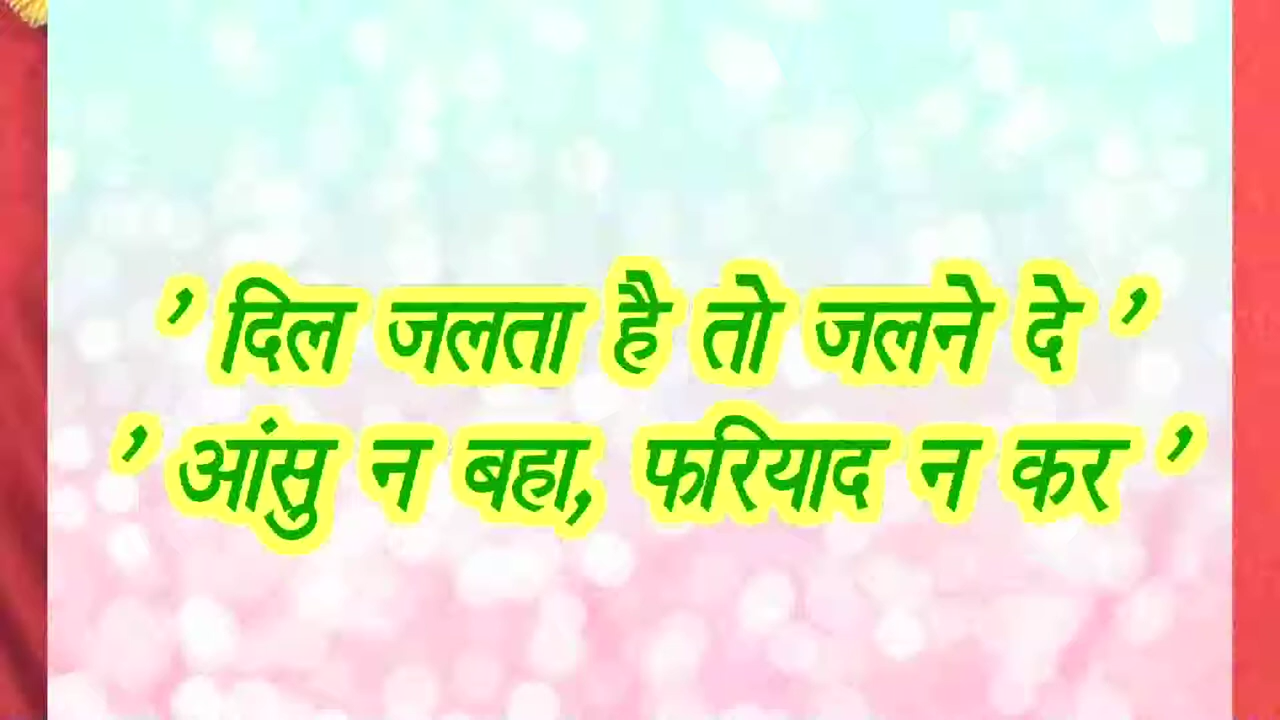 ’ दिल जलता है तो जलने दे ’
’ आंसु न बहा, फरियाद न कर ’